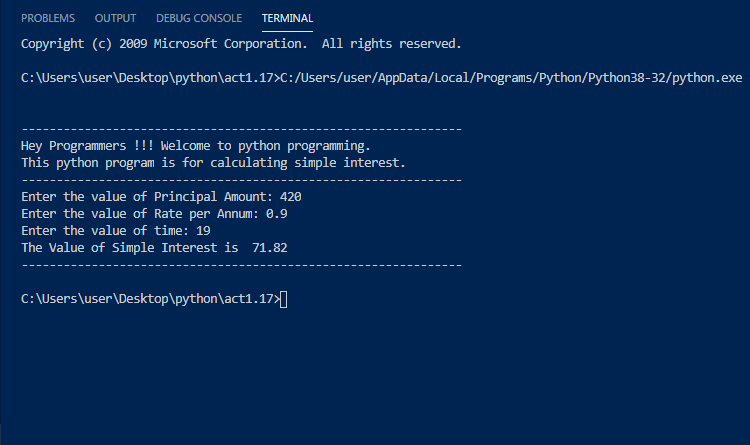 PROBLEMS OUTPUT DEBUG CONSOLE TERMINAL
Copyright (c) 2009 Microsoft Corporation.  All rights reserved.
C:\Users\user\Desktop\python\act1.17>C:/Users/user/AppData/Local/Programs/Python/Python38-32/python.exe
---------------------------------------------------------------
Hey Programmers !!! Welcome to python programming.
This python program is for calculating simple interest.
---------------------------------------------------------------
Enter the value of Principal Amount: 420
Enter the value of Rate per Annum: 0.9
Enter the value of time: 19
The Value of Simple Interest is  71.82
---------------------------------------------------------------
C:\Users\user\Desktop\python\act1.17>